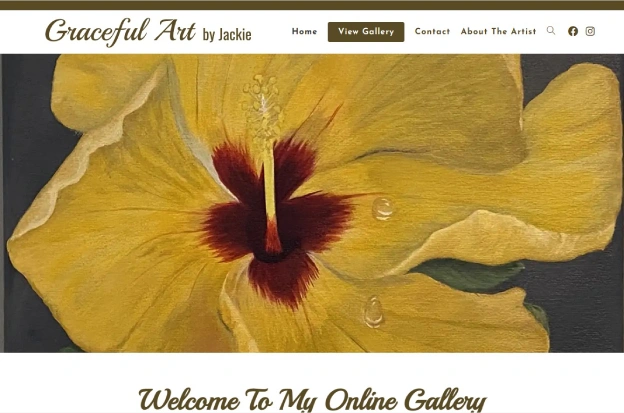 Graceful Art by Jackie
Home View Gallery Contact About The Artist
Welcome To My Online Gallery